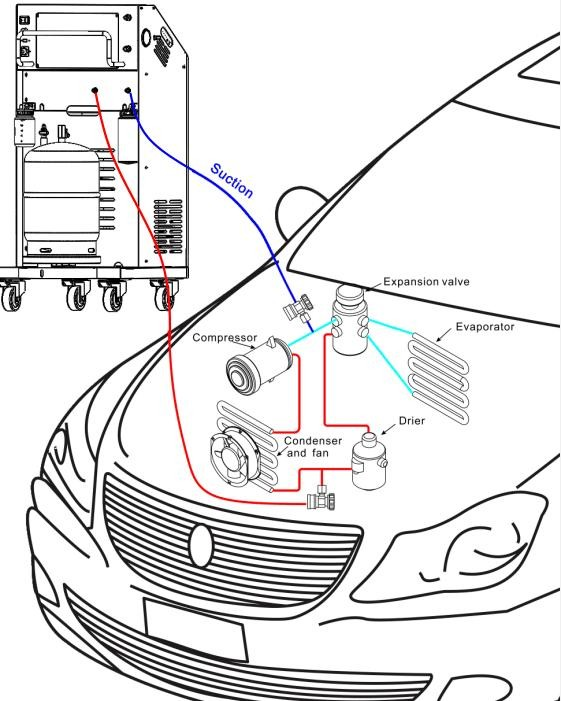 Suction
Expansion valve
Compressor
Evaporator
Drier
Condenser
and fan